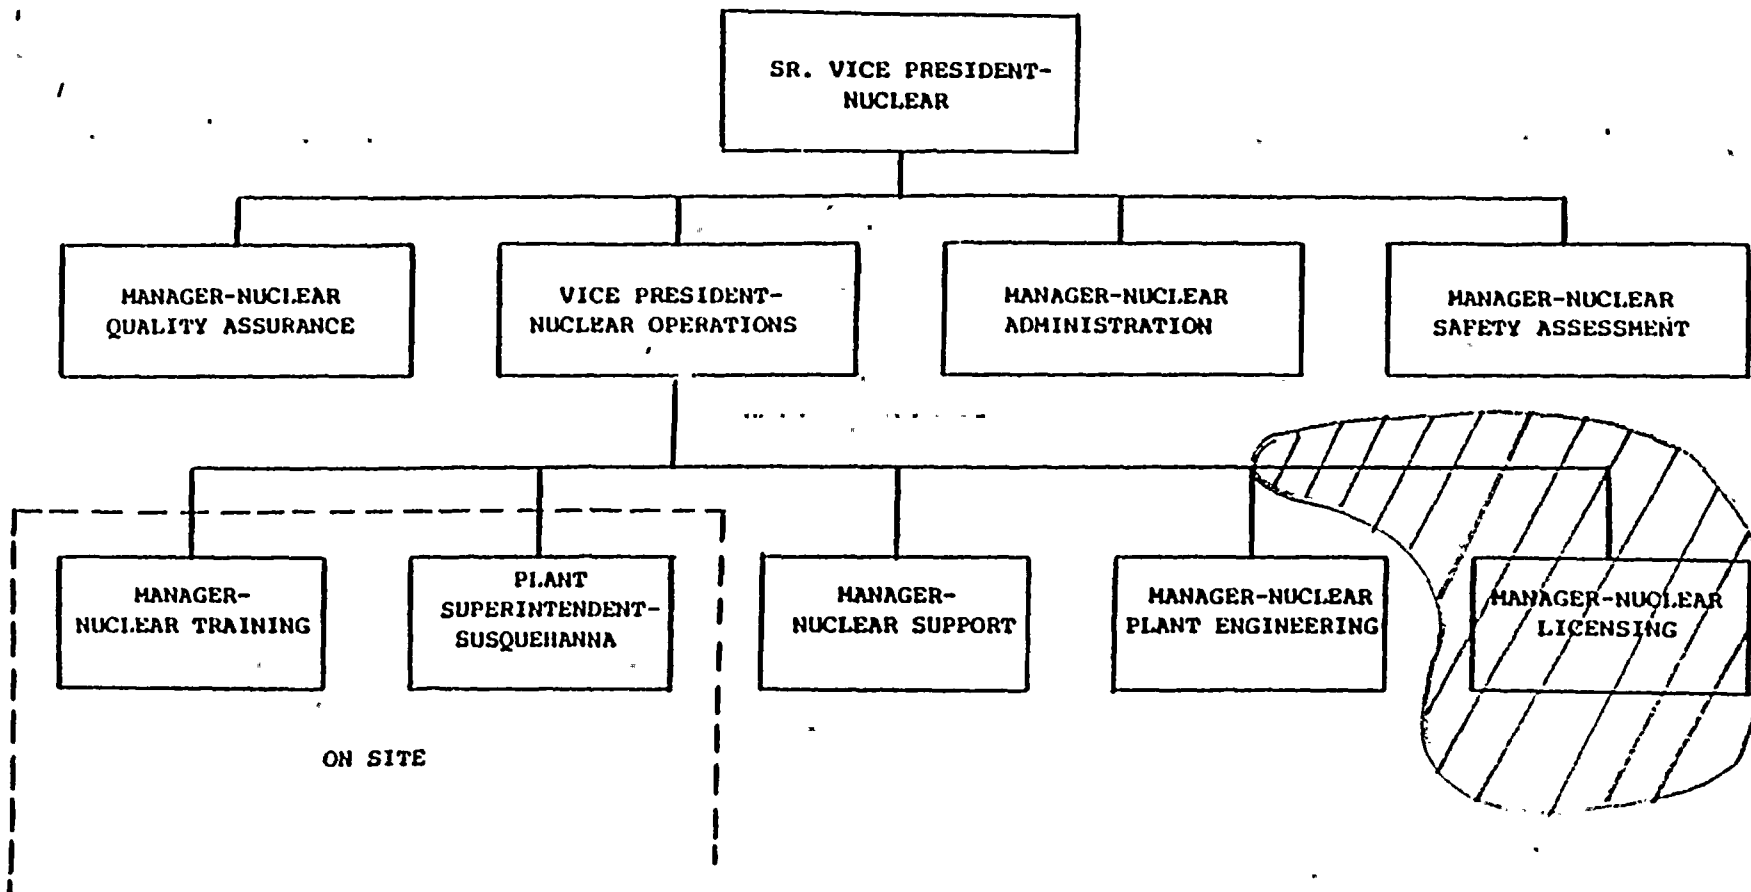 SR. VICE PRESIDENT-
NUCLEAR
MANAGER-NUCLEAR
QUALITY ASSURANCE
VICE PRESIDENT-
NUCLEAR OPERATIONS
MANAGER-NUCLEAR
ADMINISTRATION
MANAGER-NUCLEAR
SAFETY ASSESSMENT
MANAGER-
NUCLEAR TRAINING
PLANT
SUPERINTENDENT-
SUSQUEHANNA
MANAGER-
NUCLEAR SUPPORT
MANAGER-NUCLEAR
PLANT ENGINEERING
MANAGER-NUCLEAR
LICENSING
ON SITE